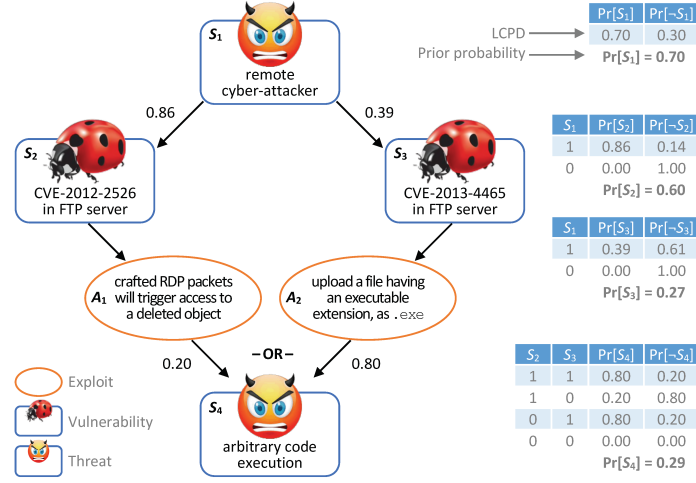 S1
remote
cyber-attacker
0.86
0.39
S2
CVE-2012-2526
in FTP server
S3
CVE-2013-4465
in FTP server
A1
crafted RDP packets
will trigger access to
a deleted object
A2
upload a file having
an executable
extension, as .exe
0.20
–OR–
0.80
S4
arbitrary code
execution
Exploit
Vulnerability
Threat
LCPD
Prior probability
Pr[S1] Pr[¬S1]
0.70 0.30
Pr[S1] = 0.70
S1 Pr[S2] Pr[¬S2]
1 0.86 0.14
0 0.00 1.00
Pr[S2] = 0.60
S1 Pr[S3] Pr[¬S3]
1 0.39 0.61
0 0.00 1.00
Pr[S3] = 0.27
S2 S3 Pr[S4] Pr[¬S4]
1 1 0.80 0.20
1 0 0.20 0.80
0 1 0.80 0.20
0 0 0.00 0.00
Pr[S4] = 0.29